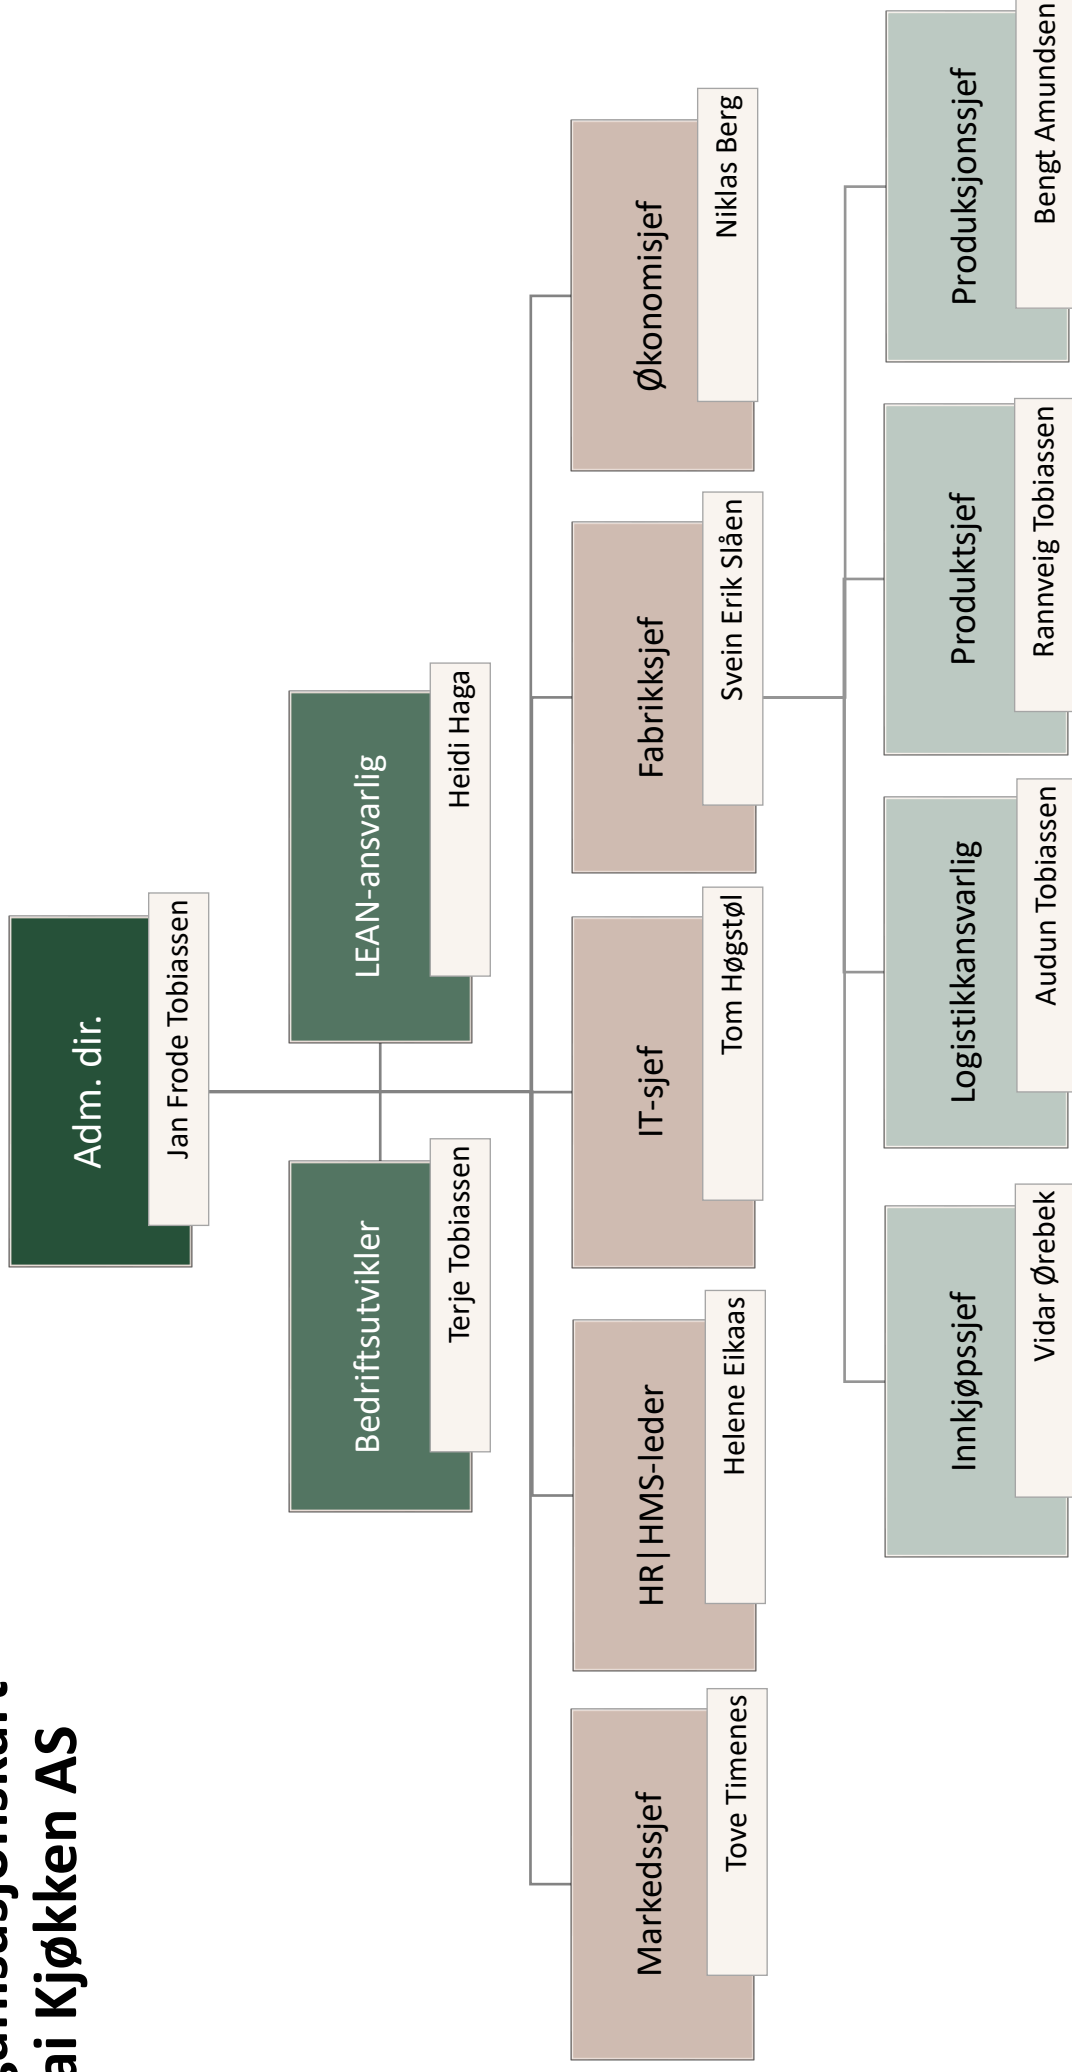 ai Kjøkken AS
Adm. dir.
Jan Frode Tobiassen
Bedriftsutvikler
Terje Tobiassen
LEAN-ansvarlig
Heidi Haga
Markedssjef
Tove Timenes
HR|HMS-leder
Helene Eikaas
IT-sjef
Tom Høgstøl
Fabrikksjef
Svein Erik Slåen
Økonomisjef
Niklas Berg
Innkjøpssjef
Vidar Ørebek
Logistikkansvarlig
Audun Tobiassen
Produktsjef
Rannveig Tobiassen
Produksjonssjef
Bengt Amundsen